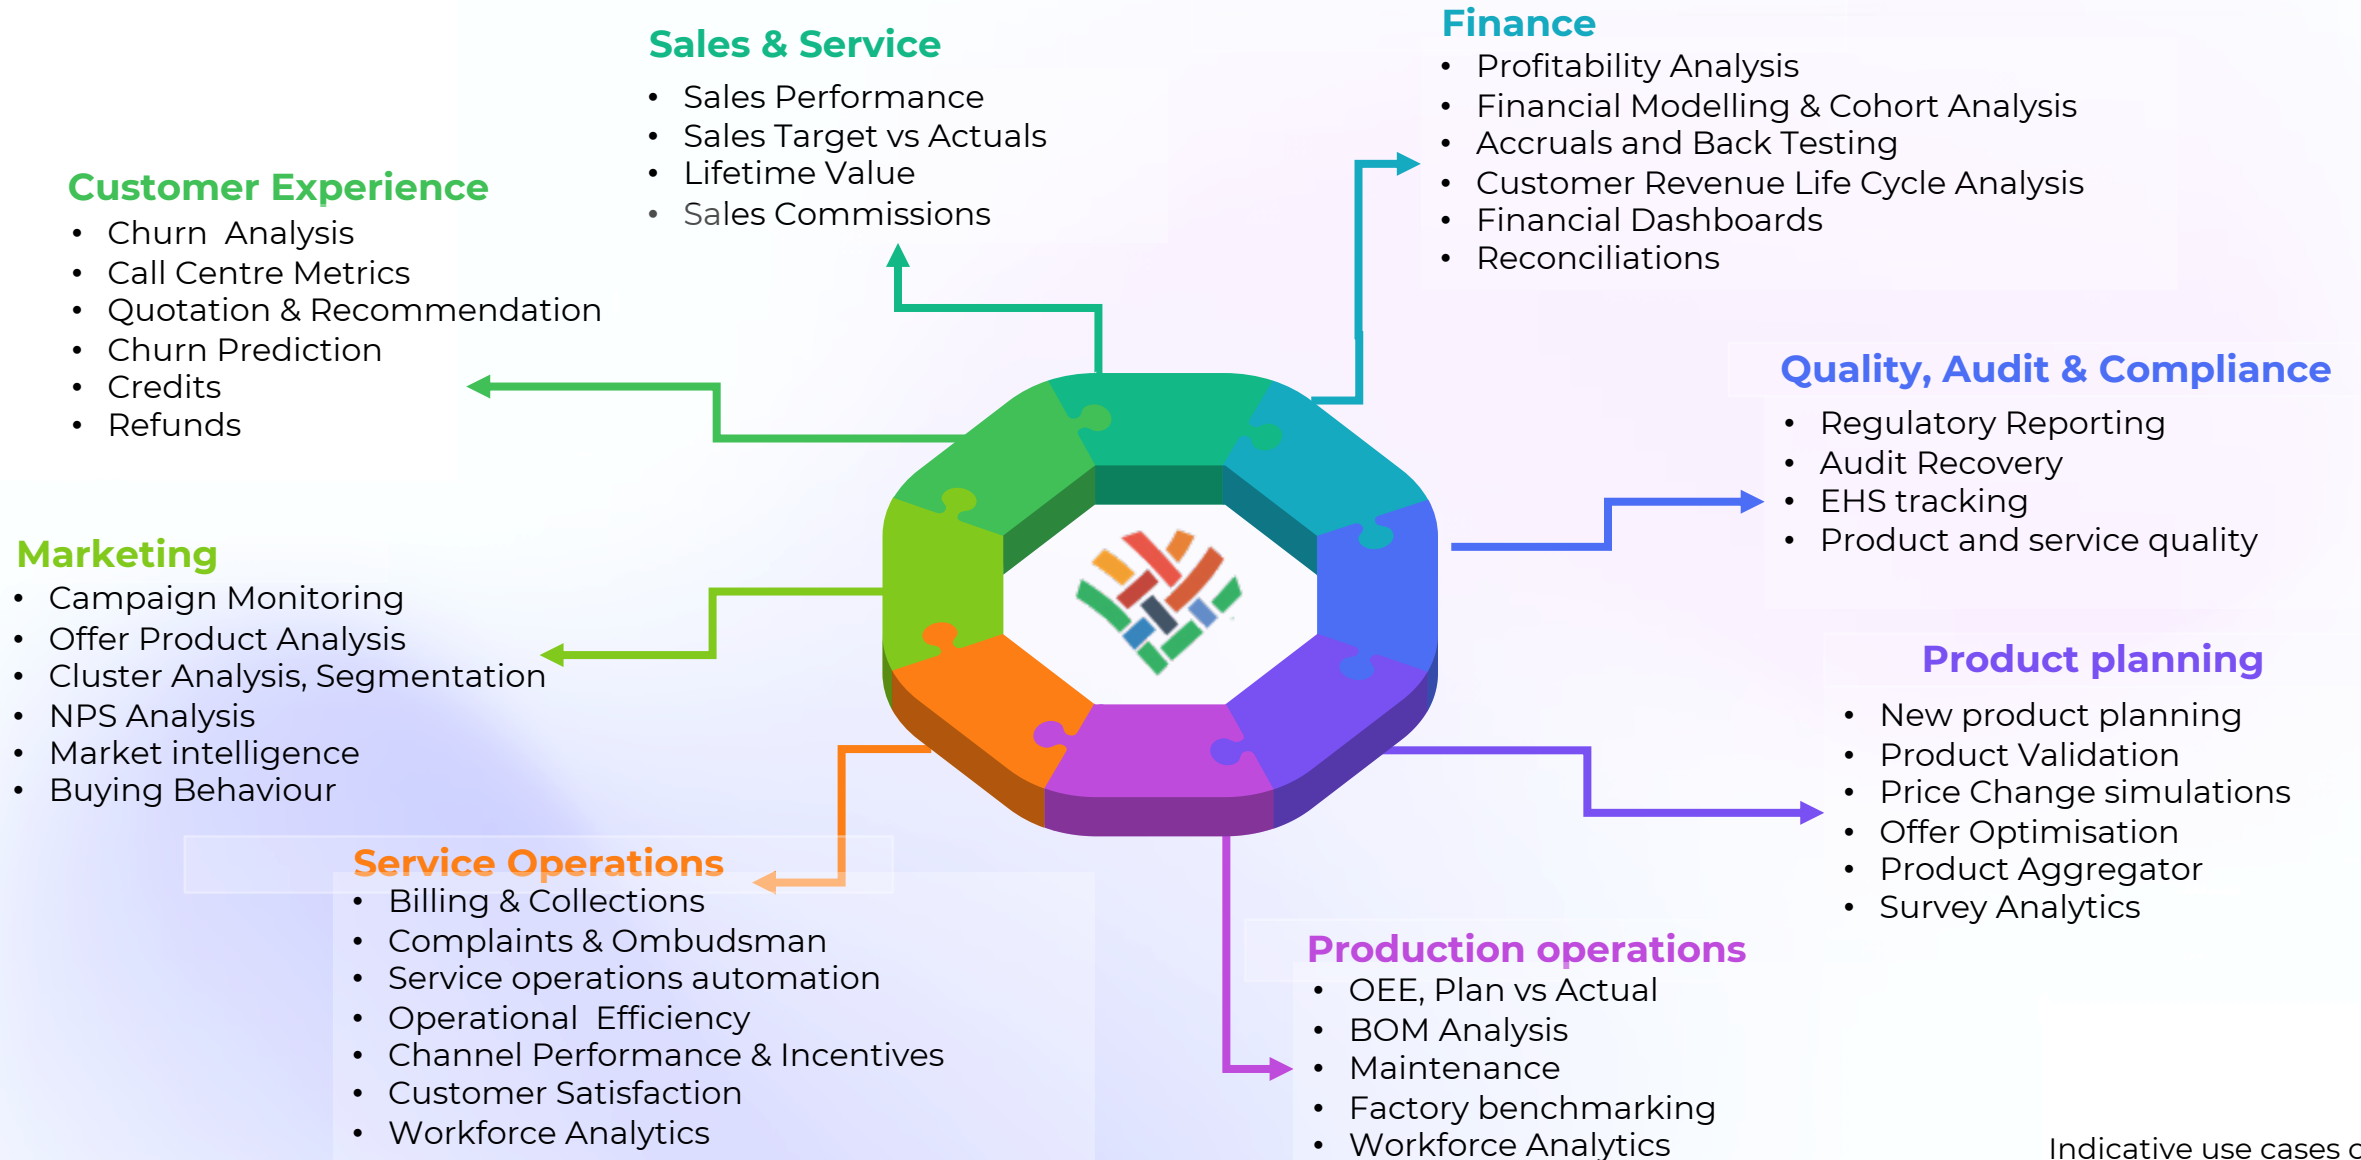 Sales & Service
• Sales Performance
• Sales Target vs Actuals
• Lifetime Value
• Sales Commissions
Finance
• Profitability Analysis
• Financial Modelling & Cohort Analysis
• Accruals and Back Testing
• Customer Revenue Life Cycle Analysis
• Financial Dashboards
• Reconciliations
Customer Experience
• Churn Analysis
• Call Centre Metrics
• Quotation & Recommendation
• Churn Prediction
• Credits
• Refunds
Quality, Audit & Compliance
• Regulatory Reporting
• Audit Recovery
• EHS tracking
• Product and service quality
Marketing
• Campaign Monitoring
• Offer Product Analysis
• Cluster Analysis, Segmentation
• NPS Analysis
• Market intelligence
• Buying Behaviour
Product planning
• New product planning
• Product Validation
• Price Change simulations
• Offer Optimisation
• Product Aggregator
• Survey Analytics
Service Operations
• Billing & Collections
• Complaints & Ombudsman
• Service operations automation
• Operational Efficiency
• Channel Performance & Incentives
• Customer Satisfaction
• Workforce Analytics
Production operations
• OEE, Plan vs Actual
• BOM Analysis
• Maintenance
• Factory benchmarking
• Workforce Analytics
Indicative use cases